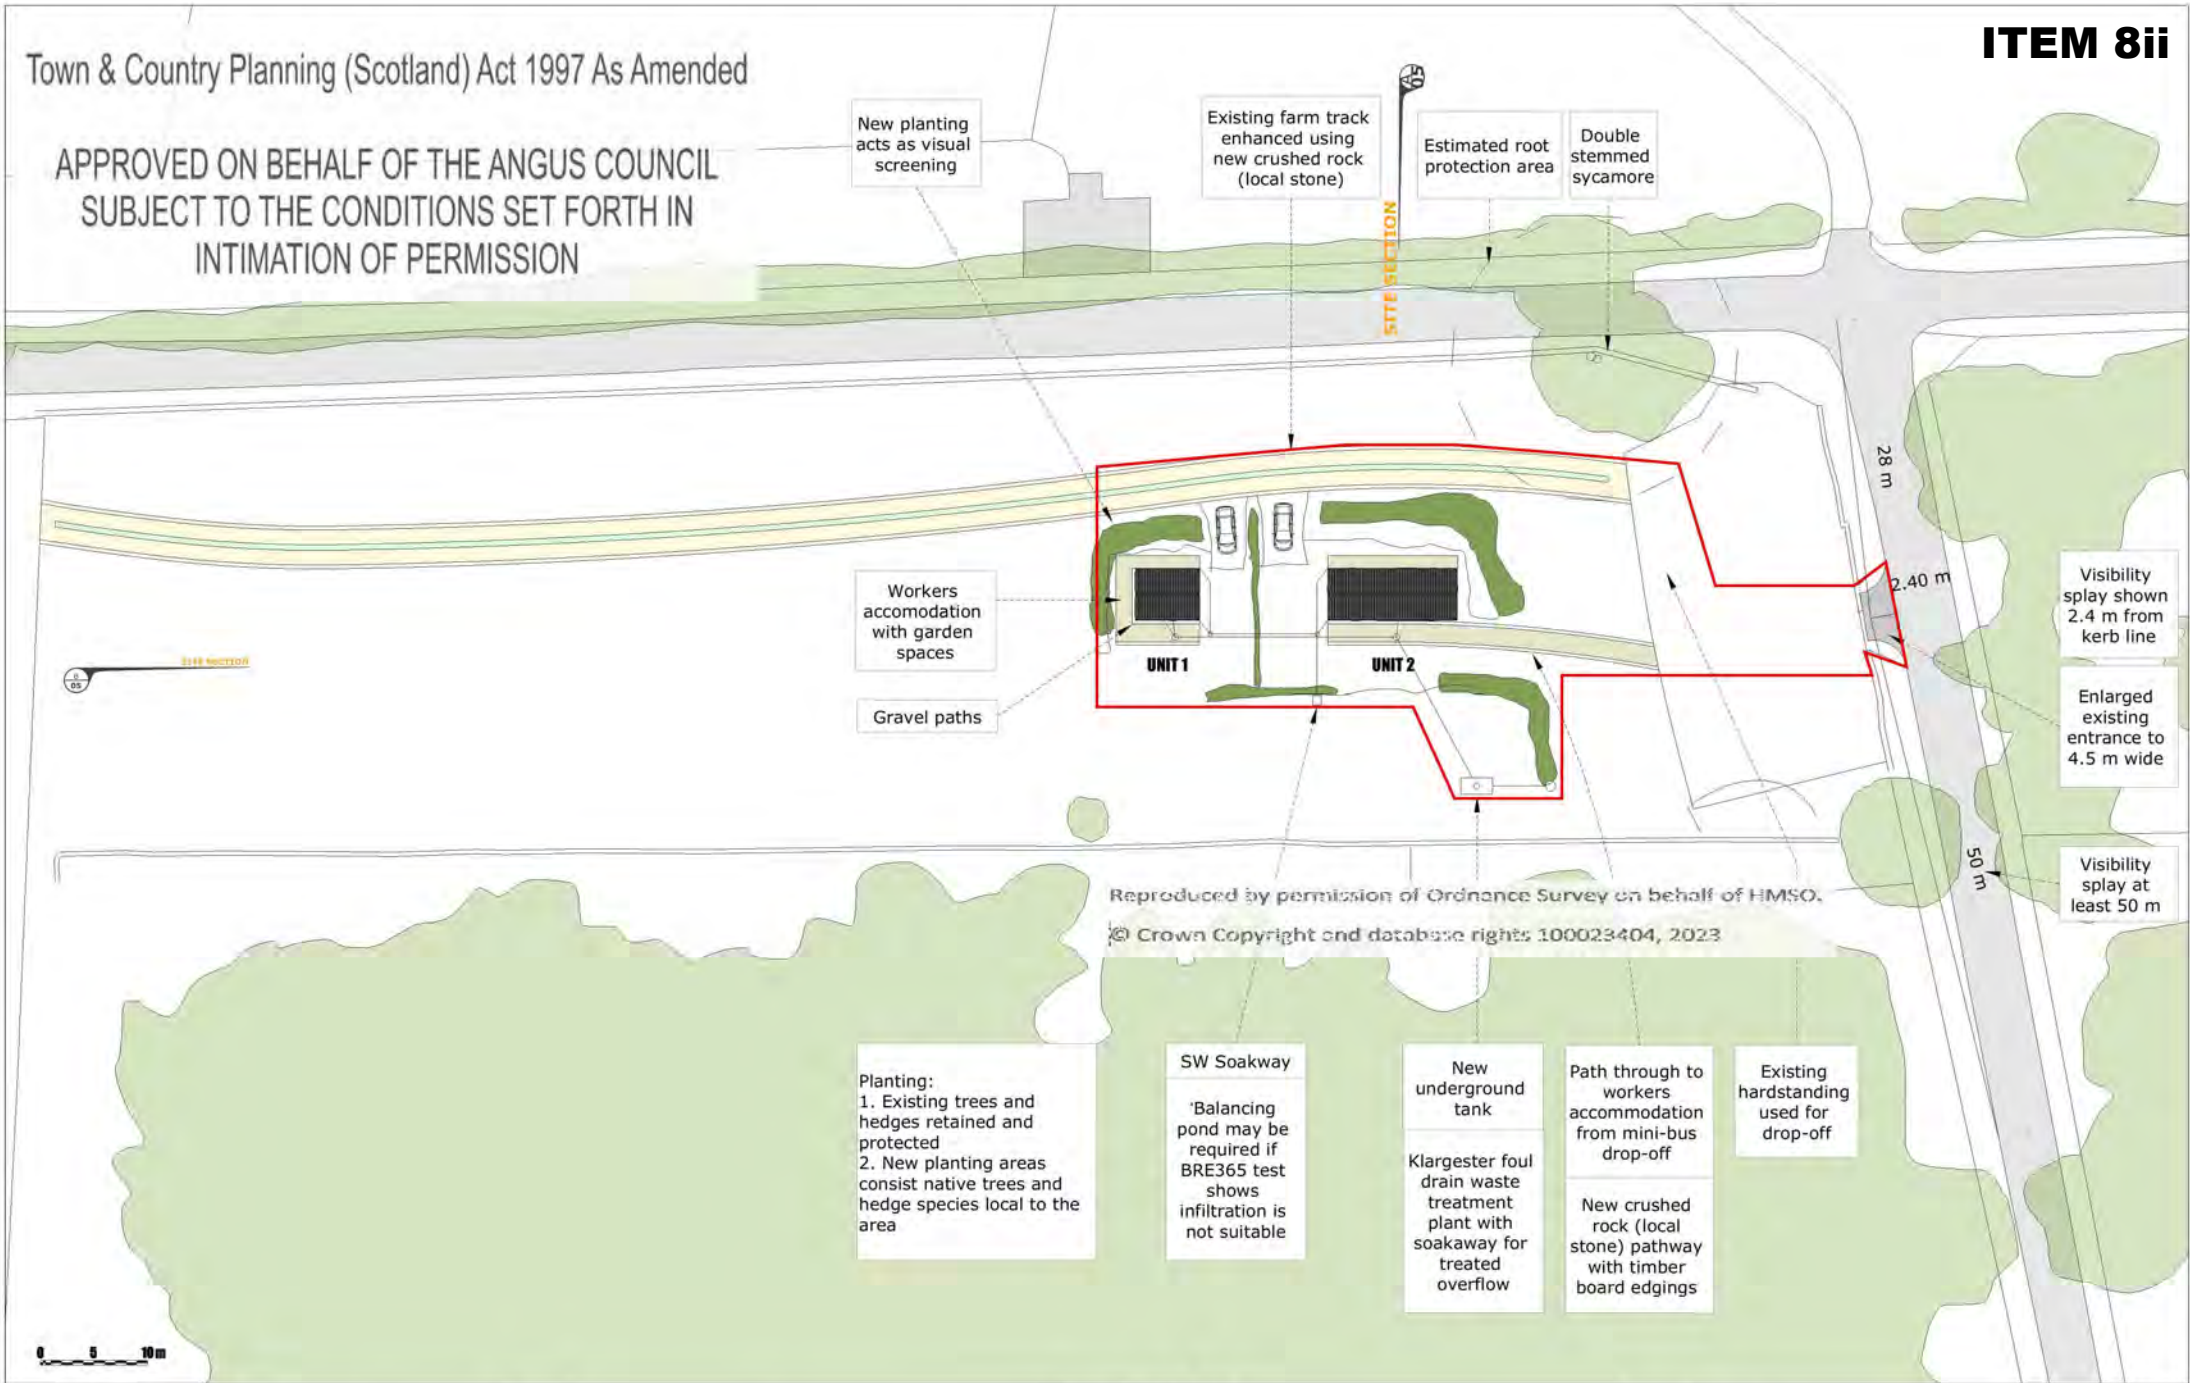 ITEM 8ii
Town & Country Planning (Scotland) Act 1997 As Amended
APPROVED ON BEHALF OF THE ANGUS COUNCIL
SUBJECT TO THE CONDITIONS SET FORTH IN
INTIMATION OF PERMISSION
New planting
acts as visual
screening
Existing farm track
enhanced using
new crushed rock
(local stone)
05
Estimated root
protection area
Double
stemmed
sycamore
SITE SECTION
28 m
2.40 m
Visibility
splay shown
2.4 m from
kerb line
Enlarged
existing
entrance to
4.5 m wide
Workers
accomodation
with garden
spaces
Gravel paths
UNIT 1
UNIT 2
SITE SECTION
05
50 m
Visibility
splay at
least 50 m
Reproduced by permission of Ordnance Survey on behalf of HMSO.
© Crown Copyright and database rights 100023404, 2023
Planting:
1. Existing trees and
hedges retained and
protected
2. New planting areas
consist native trees and
hedge species local to the
area
SW Soakway
'Balancing
pond may be
required if
BRE365 test
shows
infiltration is
not suitable
New
underground
tank
Klargester foul
drain waste
treatment
plant with
soakaway for
treated
overflow
Path through to
workers
accommodation
from mini-bus
drop-off
New crushed
rock (local
stone) pathway
with timber
board edgings
Existing
hardstanding
used for
drop-off
0 5 10m